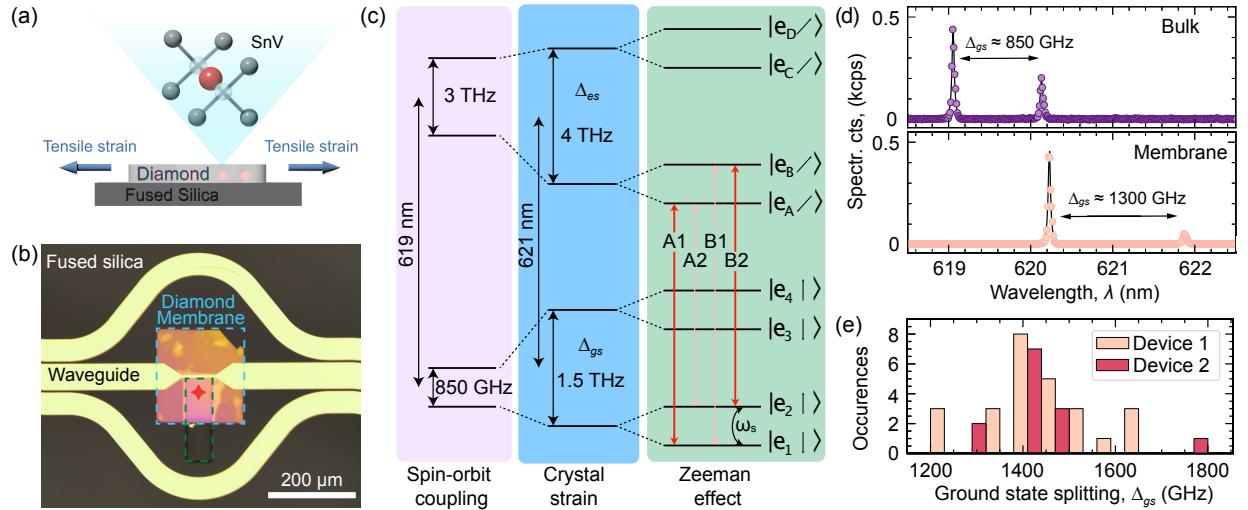 (a)
SnV
Tensile strain
Tensile strain
Diamond
Fused Silica
(b)
Fused silica
Diamond
Membrane
Waveguide
200 μm
(c)
3 THz
619 nm
850 GHz
Spin-orbit
coupling
Δes
4 THz
621 nm
Δgs
1.5 THz
Crystal
strain
|eD ∕⟩
|eC ∕⟩
|eB ∕⟩
|eA ∕⟩
A1
A2
B1
B2
|e4 |⟩
|e3 |⟩
|e2 |⟩
ωs
|e1 |⟩
Zeeman
effect
(d)
Spectr. cts, (kcps)
0.5
0
Bulk
Δgs ≈ 850 GHz
0.5
0
Membrane
Δgs ≈ 1300 GHz
619 620 621 622
Wavelength, λ (nm)
(e)
Occurences
8
6
4
2
0
Device 1
Device 2
1200 1400 1600 1800
Ground state splitting, Δgs (GHz)